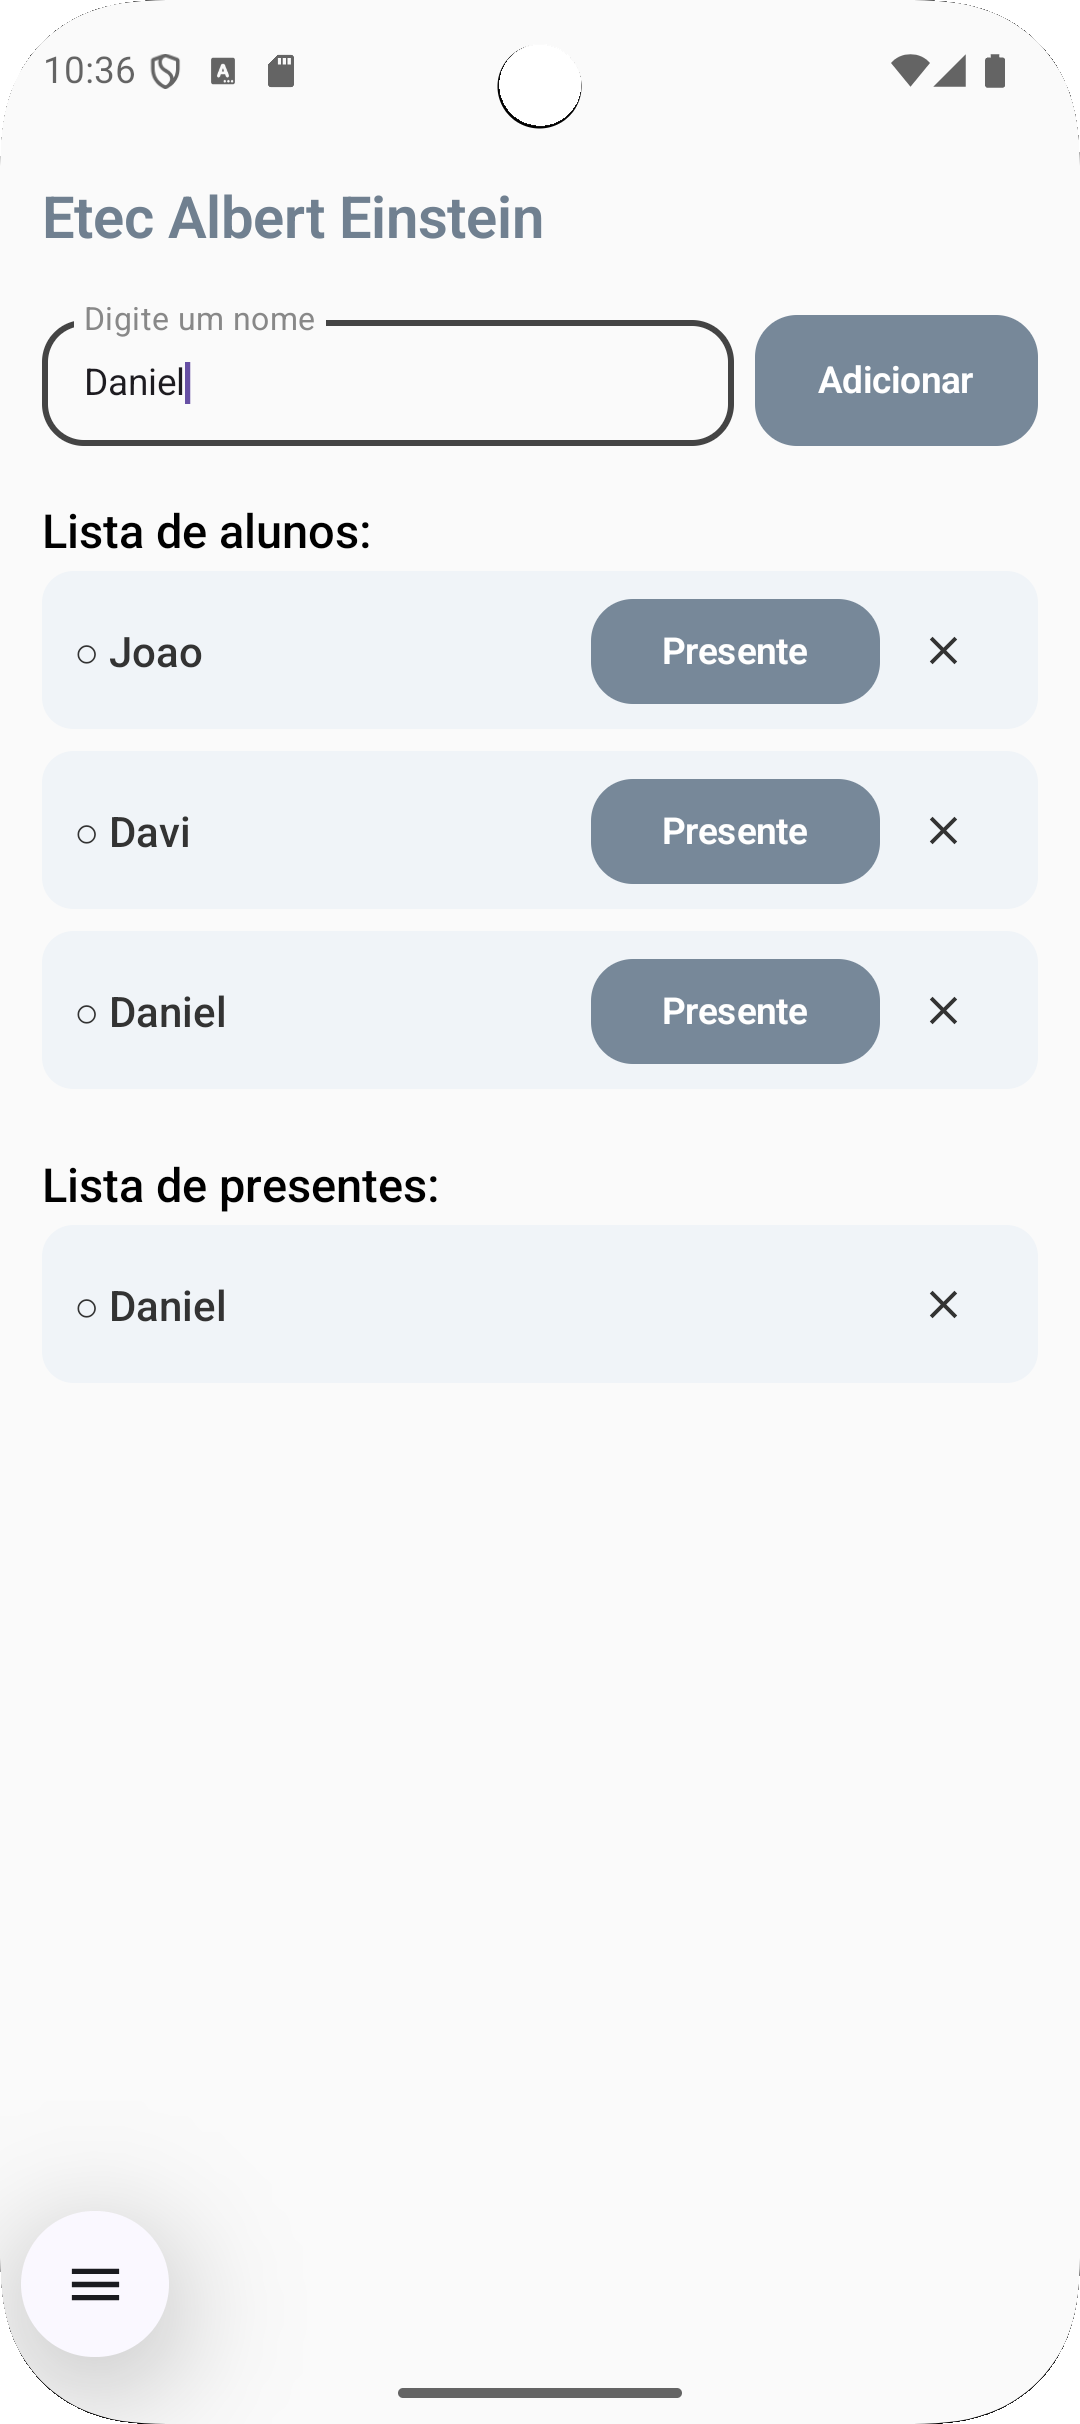 10:36
Etec Albert Einstein
Digite um nome
Daniel
Adicionar
Lista de alunos:
Joao
Presente
Davi
Presente
Daniel
Presente
Lista de presentes:
Daniel